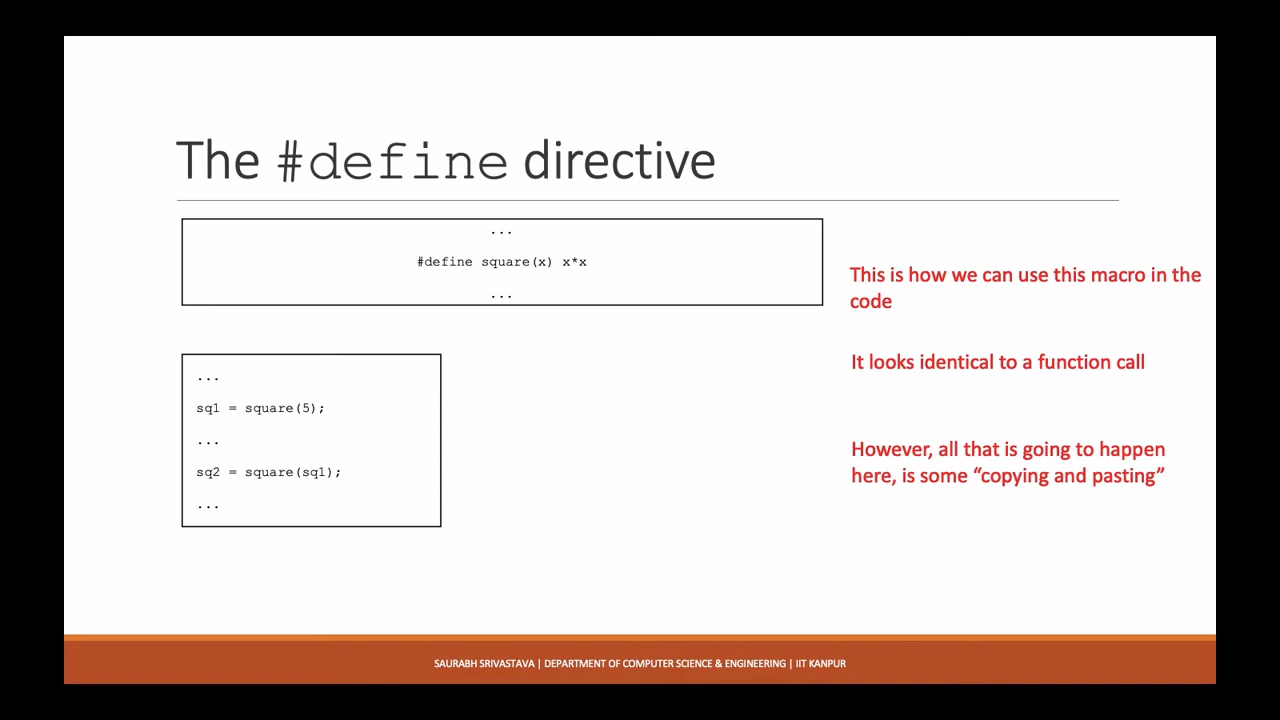 The #define directive
...
#define square(x) x*x
...
This is how we can use this macro in the
code
It looks identical to a function call
...
sq1 = square(5);
...
sq2 = square(sq1);
...
However, all that is going to happen
here, is some “copying and pasting”
SAURABH SRIVASTAVA | DEPARTMENT OF COMPUTER SCIENCE & ENGINEERING | IIT KANPUR